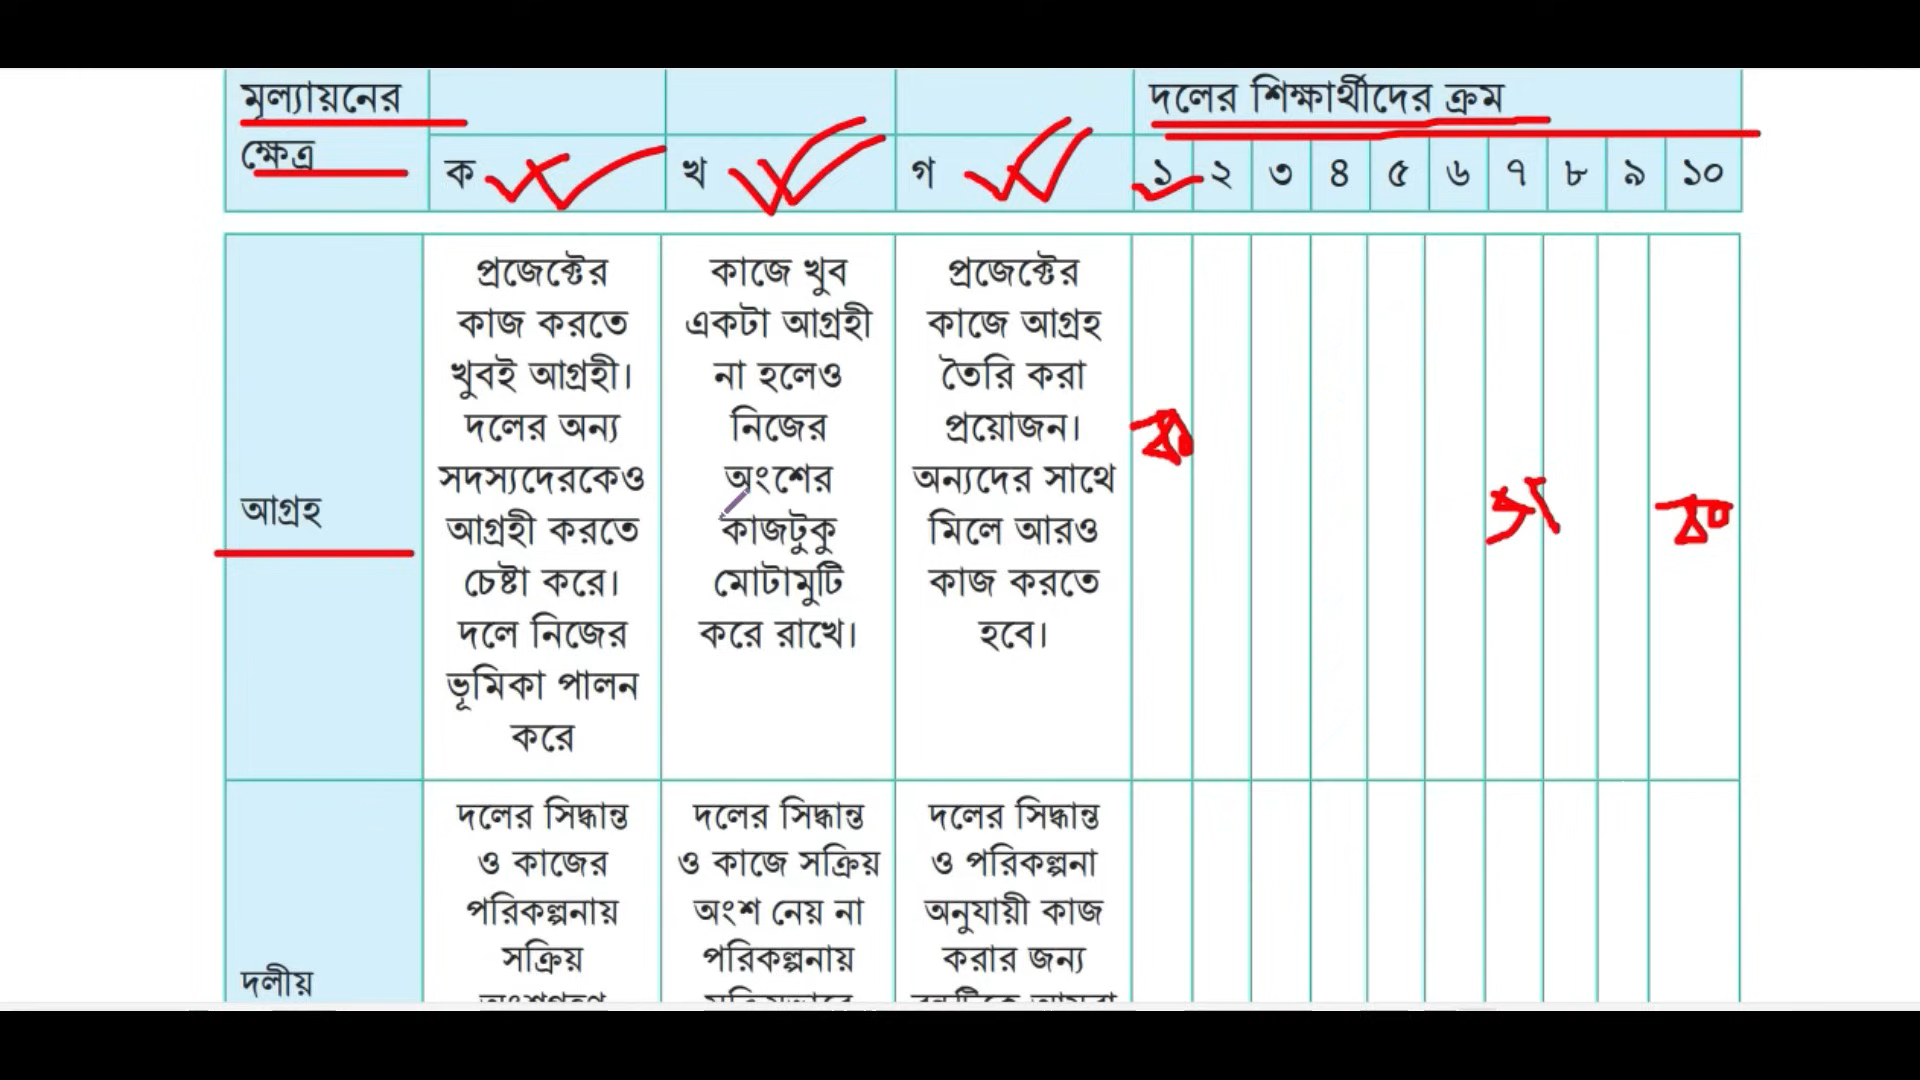 মূল্যায়নের
ক্ষেত্র
দলের শিক্ষার্থীদের ক্রম
ক খ গ ১ ২ ৩ ৪ ৫ ৬ ৭ ৮ ৯ ১০
আগ্রহ
প্রজেক্টের
কাজ করতে
খুবই আগ্রহী।
দলের অন্য
সদস্যদেরকেও
আগ্রহী করতে
চেষ্টা করে।
দলে নিজের
ভূমিকা পালন
করে
কাজে খুব
একটা আগ্রহী
না হলেও
নিজের
অংশের
কাজটুকু
মোটামুটি
করে রাখে।
প্রজেক্টের
কাজে আগ্রহ
তৈরি করা
প্রয়োজন।
অন্যদের সাথে
মিলে আরও
কাজ করতে
হবে।
ক
ক
দলীয়
দলের সিদ্ধান্ত
ও কাজের
পরিকল্পনায়
সক্রিয়
দলের সিদ্ধান্ত
ও কাজে সক্রিয়
অংশ নেয় না
পরিকল্পনায়
দলের সিদ্ধান্ত
ও পরিকল্পনা
অনুযায়ী কাজ
করার জন্য